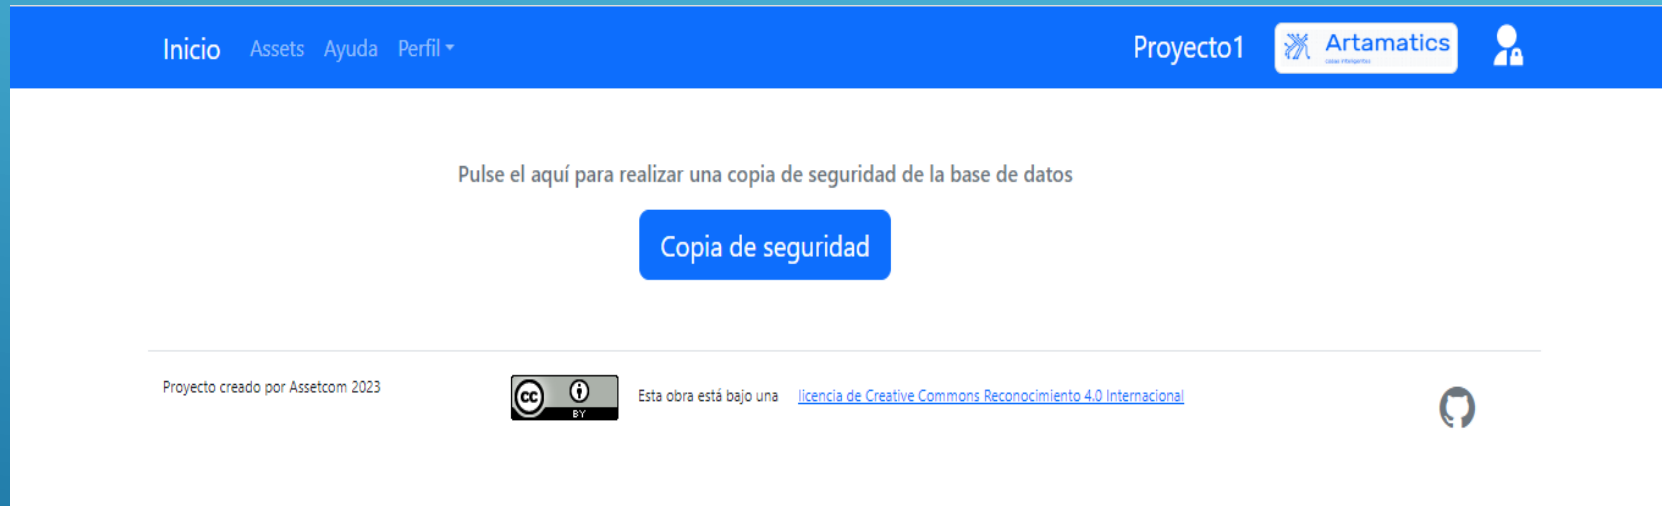 Inicio Assets Ayuda Perfil Proyecto1 Artamatics
Pulse el aquí para realizar una copia de seguridad de la base de datos
Copia de seguridad
Proyecto creado por Assetcom 2023
cc BY
Esta obra está bajo una licencia de Creative Commons Reconocimiento 4.0 Internacional